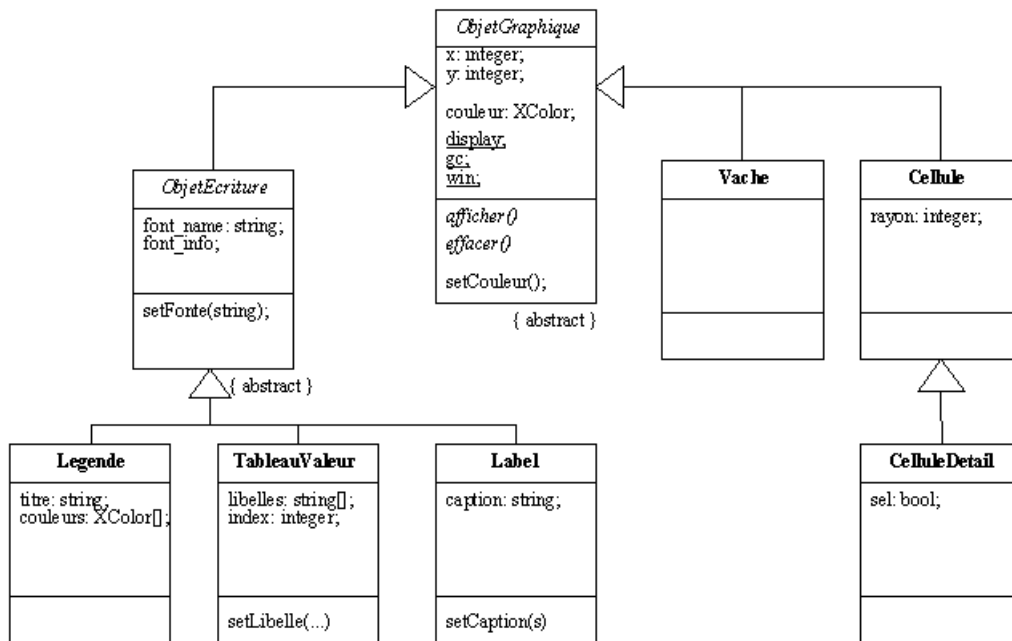 ObjetGraphique
x: integer;
y: integer;
couleur: XColor;
display;
gc;
win;
afficher()
effacer()
setCouleur();
{ abstract }
ObjetEcriture
font_name: string;
font_info;
setFonte(string);
{ abstract }
Vache
Cellule
rayon: integer;
Legende
titre: string;
couleurs: XColor[];
TableauValeur
libelles: string[];
index: integer;
setLibelle(...)
Label
caption: string;
setCaption(s)
CelluleDetail
sel: bool;